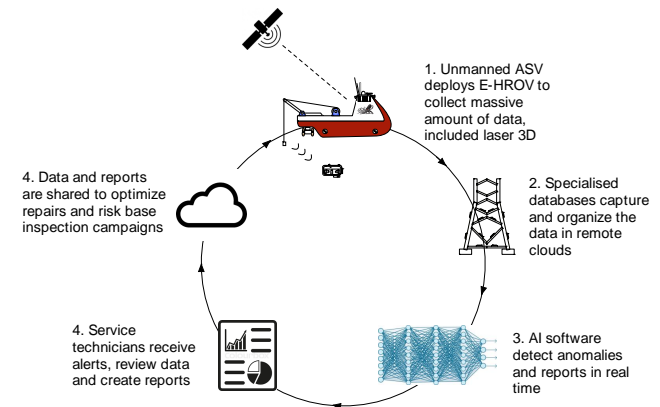 1. Unmanned ASV
deploys E-HROV to
collect massive
amount of data,
included laser 3D
2. Specialised
databases capture
and organize the
data in remote
clouds
3. AI software
detect anomalies
and reports in real
time
4. Service
technicians receive
alerts, review data
and create reports
4. Data and reports
are shared to optimize
repairs and risk base
inspection campaigns